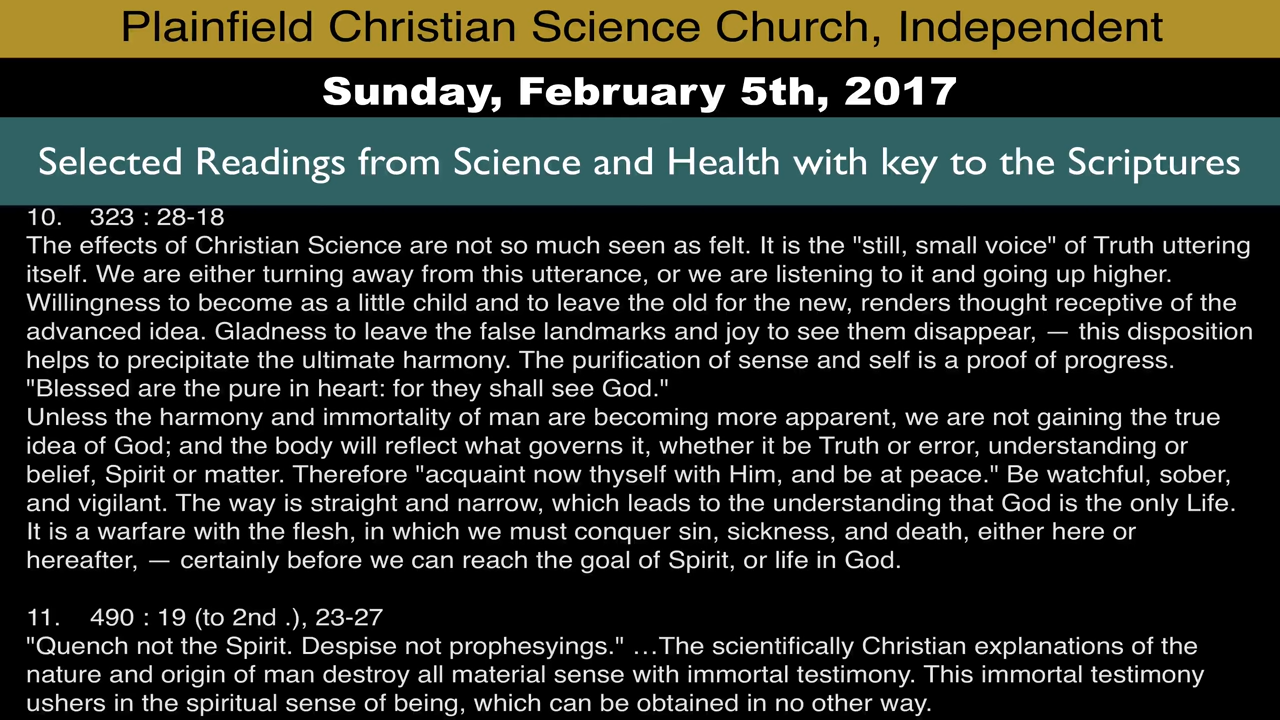 Plainfield Christian Science Church, Independent
Sunday, February 5th, 2017
Selected Readings from Science and Health with key to the Scriptures
10. 323 : 28-18
The effects of Christian Science are not so much seen as felt. It is the "still, small voice" of Truth uttering
itself. We are either turning away from this utterance, or we are listening to it and going up higher.
Willingness to become as a little child and to leave the old for the new, renders thought receptive of the
advanced idea. Gladness to leave the false landmarks and joy to see them disappear, — this disposition
helps to precipitate the ultimate harmony. The purification of sense and self is a proof of progress.
"Blessed are the pure in heart: for they shall see God."
Unless the harmony and immortality of man are becoming more apparent, we are not gaining the true
idea of God; and the body will reflect what governs it, whether it be Truth or error, understanding or
belief, Spirit or matter. Therefore "acquaint now thyself with Him, and be at peace." Be watchful, sober,
and vigilant. The way is straight and narrow, which leads to the understanding that God is the only Life.
It is a warfare with the flesh, in which we must conquer sin, sickness, and death, either here or
hereafter, — certainly before we can reach the goal of Spirit, or life in God.
11. 490 : 19 (to 2nd .), 23-27
"Quench not the Spirit. Despise not prophesyings." …The scientifically Christian explanations of the
nature and origin of man destroy all material sense with immortal testimony. This immortal testimony
ushers in the spiritual sense of being, which can be obtained in no other way.